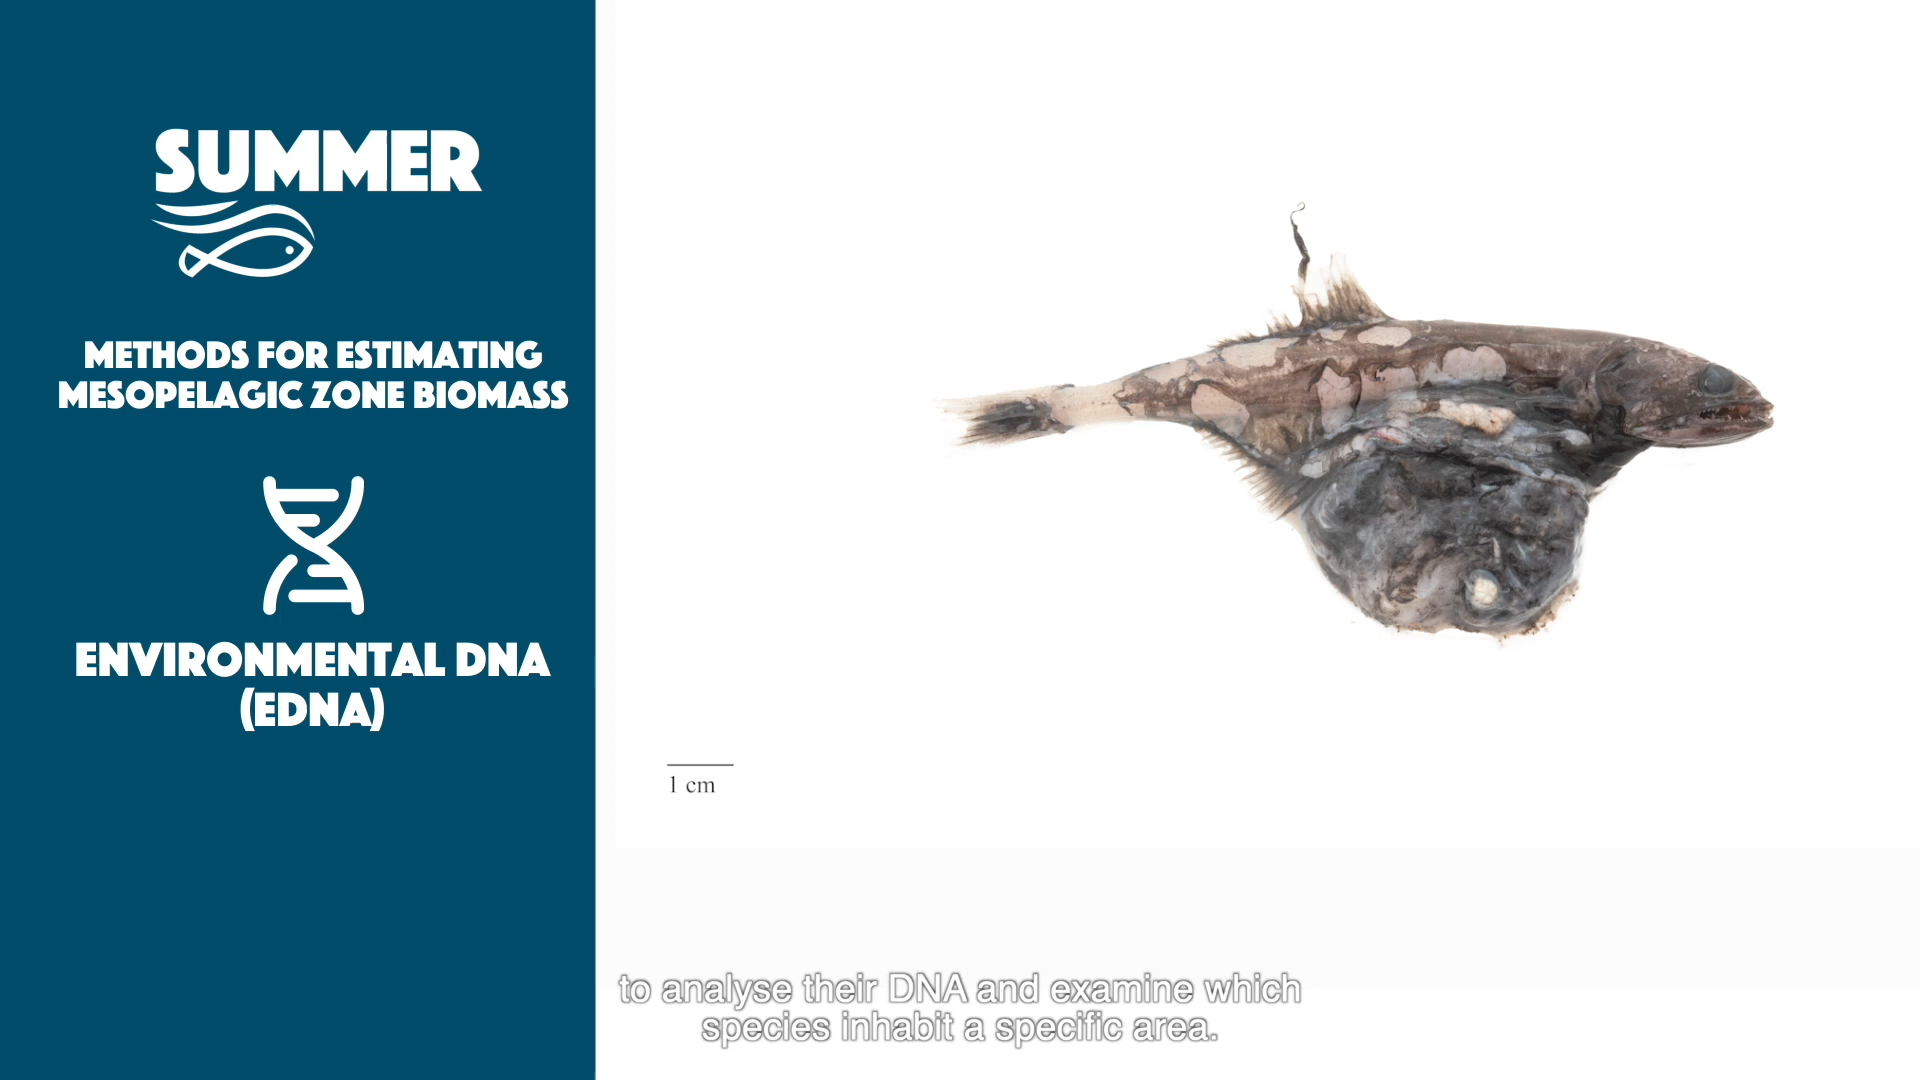 SUMMER
METHODS FOR ESTIMATING
MESOPELAGIC ZONE BIOMASS
ENVIRONMENTAL DNA
(EDNA)
1 cm
to analyse their DNA and examine which
species inhabit a specific area.